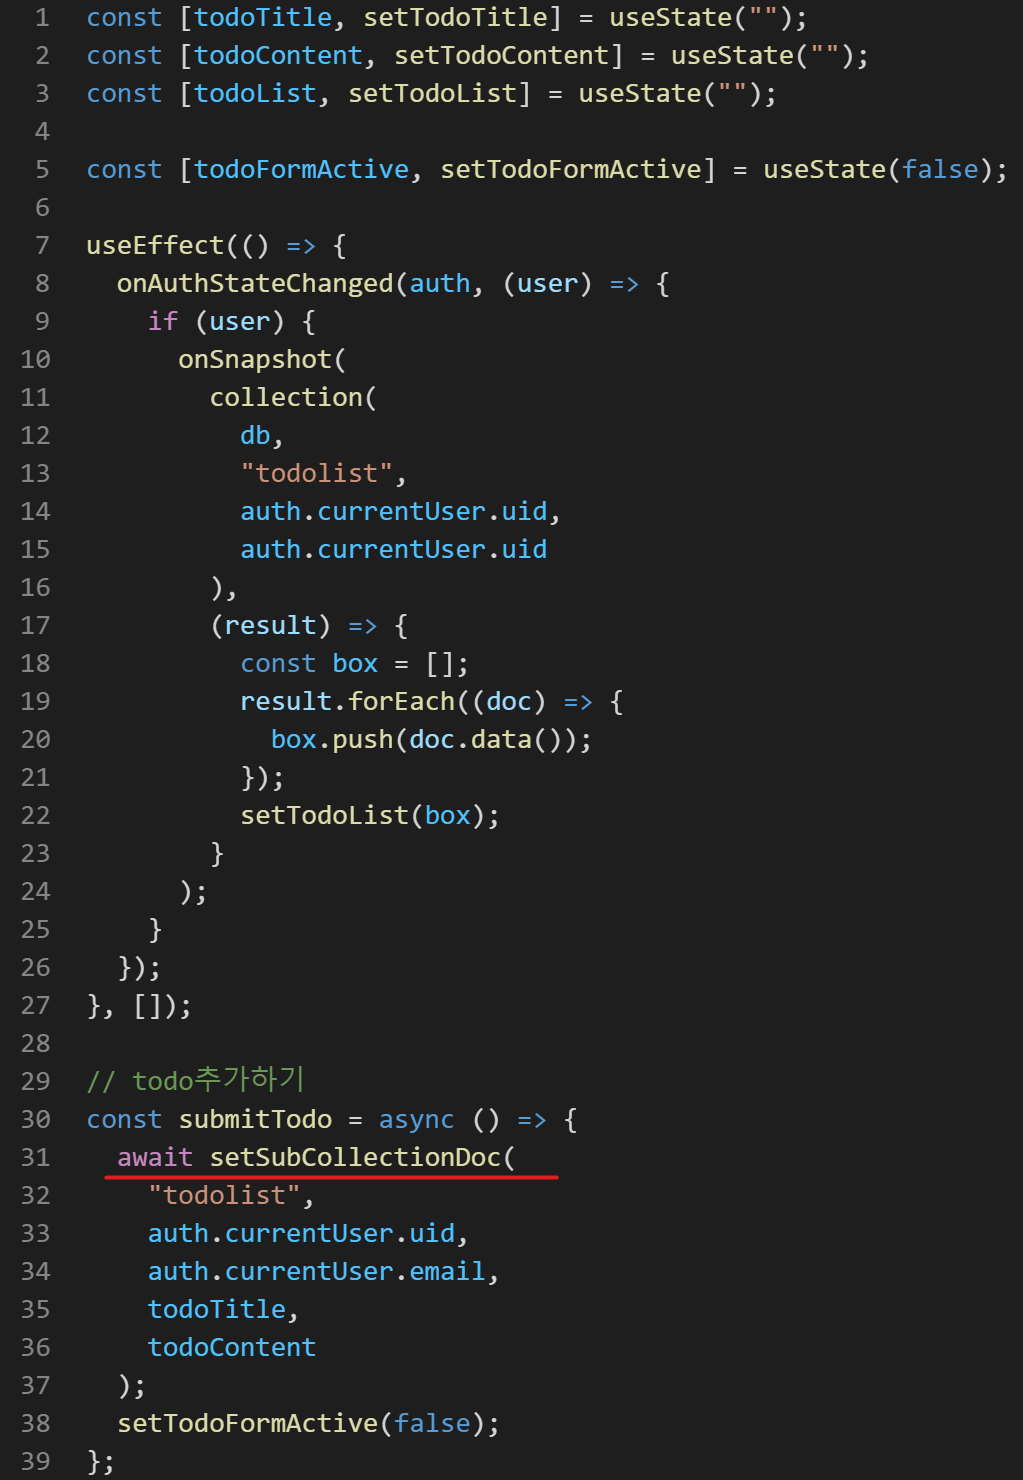 1 const [todoTitle, setTodoTitle] = useState("");
2 const [todoContent, setTodoContent] = useState("");
3 const [todoList, setTodoList] = useState("");
4
5 const [todoFormActive, setTodoFormActive] = useState(false);
6
7 useEffect(() => {
8   onAuthStateChanged(auth, (user) => {
9     if (user) {
10       onSnapshot(
11         collection(
12           db,
13           "todolist",
14           auth.currentUser.uid,
15           auth.currentUser.uid
16         ),
17         (result) => {
18           const box = [];
19           result.forEach((doc) => {
20             box.push(doc.data());
21           });
22           setTodoList(box);
23         }
24       );
25     }
26   });
27 }, []);
28
29 // todo추가하기
30 const submitTodo = async () => {
31   await setSubCollectionDoc(
32     "todolist",
33     auth.currentUser.uid,
34     auth.currentUser.email,
35     todoTitle,
36     todoContent
37   );
38   setTodoFormActive(false);
39 };